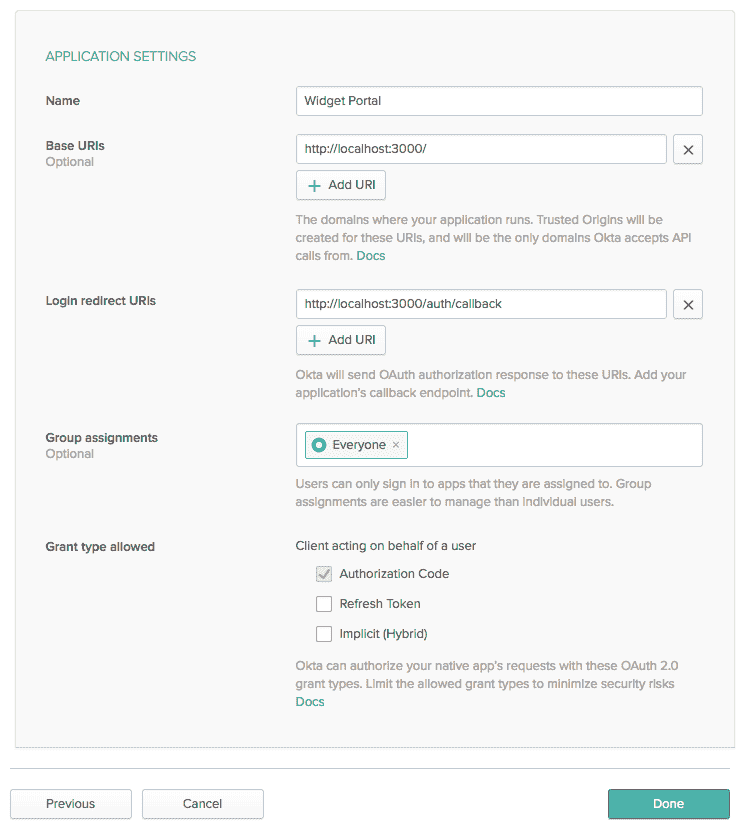 APPLICATION SETTINGS
Name
Widget Portal
Base URIs
Optional
http://localhost:3000/
+ Add URI
The domains where your application runs. Trusted Origins will be
created for these URIs, and will be the only domains Okta accepts API
calls from. Docs
Login redirect URIs
http://localhost:3000/auth/callback
+ Add URI
Okta will send OAuth authorization response to these URIs. Add your
application's callback endpoint. Docs
Group assignments
Optional
Everyone ×
Users can only sign in to apps that they are assigned to. Group
assignments are easier to manage than individual users.
Grant type allowed
Client acting on behalf of a user
Authorization Code
Refresh Token
Implicit (Hybrid)
Okta can authorize your native app's requests with these OAuth 2.0
grant types. Limit the allowed grant types to minimize security risks
Docs
Previous
Cancel
Done